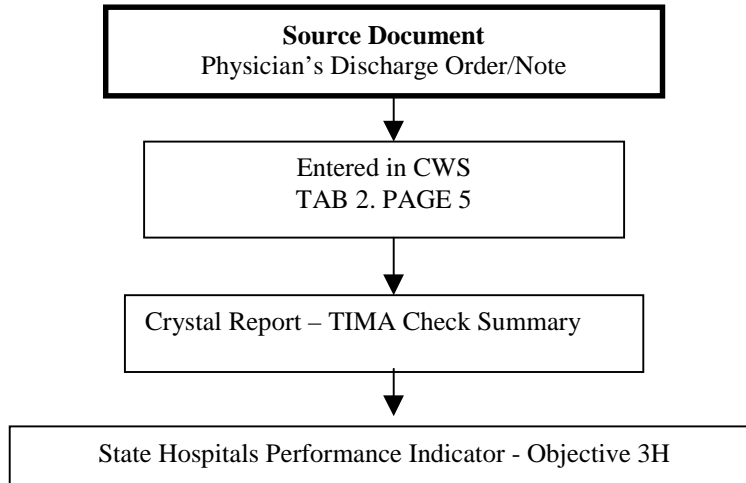 Source Document
Physician’s Discharge Order/Note
Entered in CWS
TAB 2. PAGE 5
Crystal Report – TIMA Check Summary
State Hospitals Performance Indicator - Objective 3H